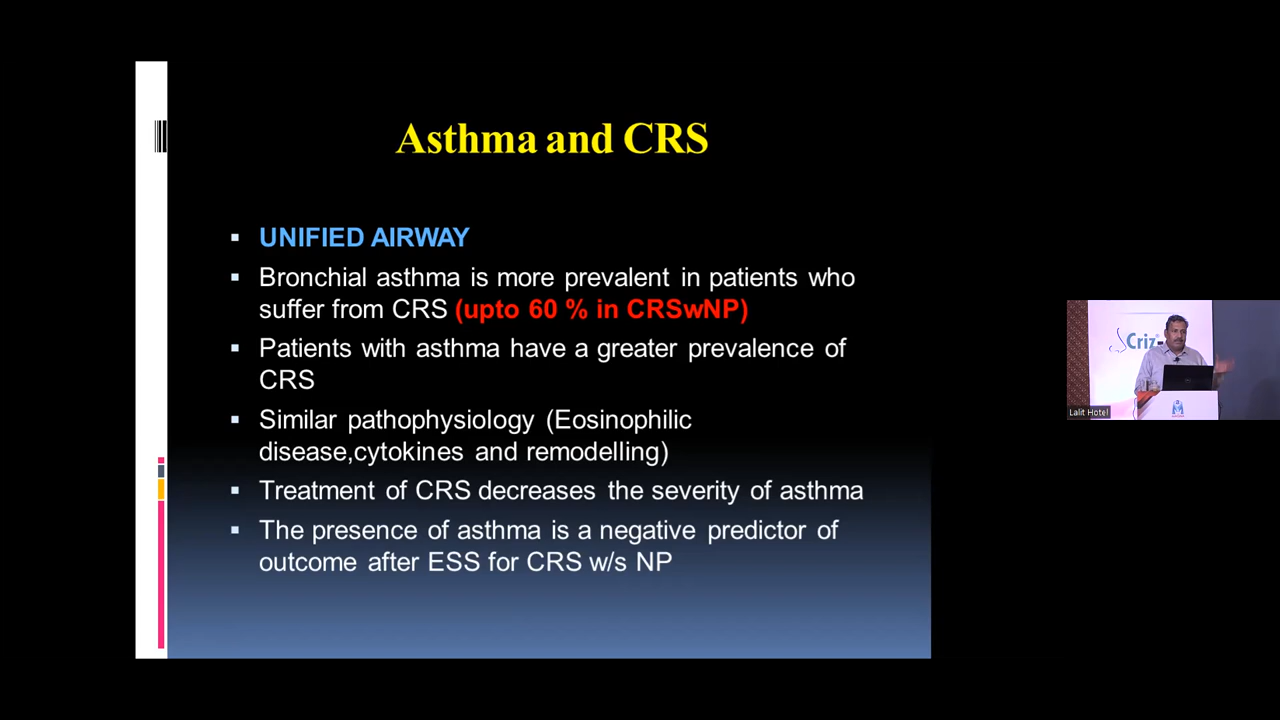 Asthma and CRS
UNIFIED AIRWAY
Bronchial asthma is more prevalent in patients who
suffer from CRS (upto 60 % in CRSwNP)
Patients with asthma have a greater prevalence of
CRS
Similar pathophysiology (Eosinophilic
disease,cytokines and remodelling)
Treatment of CRS decreases the severity of asthma
The presence of asthma is a negative predictor of
outcome after ESS for CRS w/s NP
Criz
Lalit Hotel